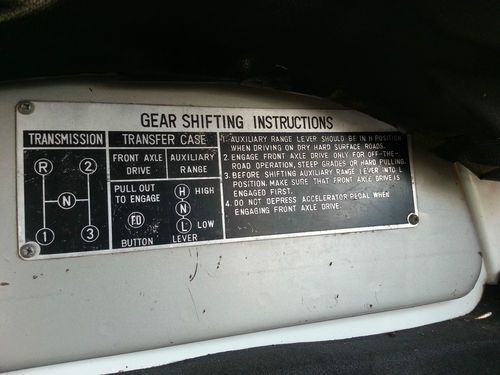 GEAR SHIFTING INSTRUCTIONS
TRANSMISSION
R 2
N
1 3
TRANSFER CASE
FRONT AXLE AUXILIARY
DRIVE RANGE
PULL OUT
TO ENGAGE
FD
BUTTON
H HIGH
N
L LOW
LEVER
1. AUXILIARY RANGE LEVER SHOULD BE IN H POSITION
WHEN DRIVING ON DRY HARD SURFACE ROADS.
2. ENGAGE FRONT AXLE DRIVE ONLY FOR OFF-THE-
ROAD OPERATION, STEEP GRADES OR HARD PULLING.
3. BEFORE SHIFTING AUXILIARY RANGE LEVER INTO L
POSITION, MAKE SURE THAT FRONT AXLE DRIVE IS
ENGAGED FIRST.
4. DO NOT DEPRESS ACCELERATOR PEDAL WHEN
ENGAGING FRONT AXLE DRIVE.